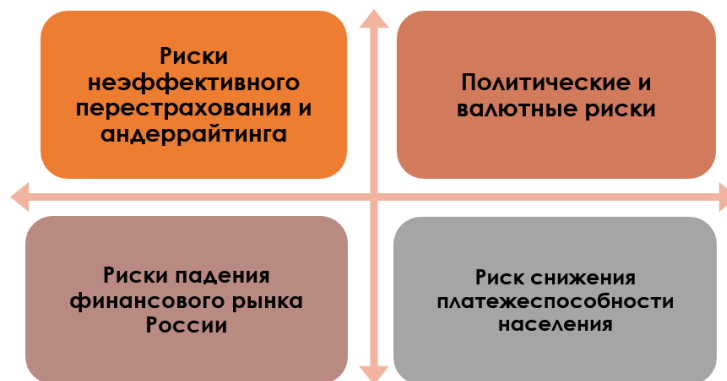 Риски
неэффективного
перестрахования и
андеррайтинга
Политические и
валютные риски
Риски падения
финансового рынка
России
Риск снижения
платежеспособности
населения